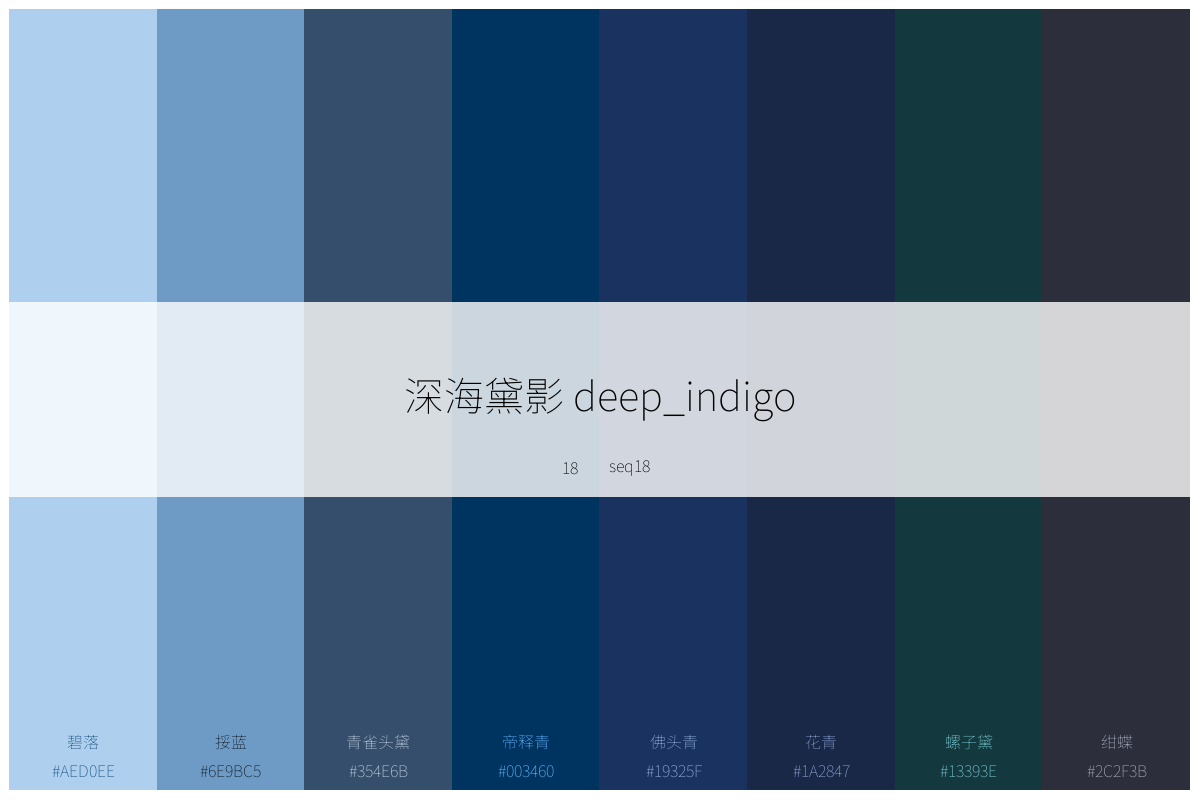 深海黛影 deep_indigo
18 seq18
碧落 挼蓝 青雀头黛 帝释青 佛头青 花青 螺子黛 绀蝶
#AED0EE #6E9BC5 #354E6B #003460 #19325F #1A2847 #13393E #2C2F3B